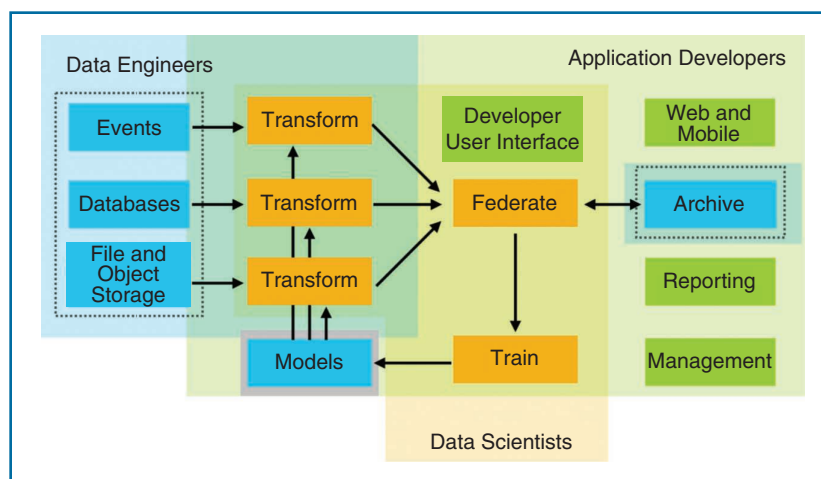 Data Engineers
Application Developers
Events
Transform
Developer
User Interface
Web and
Mobile
Databases
Transform
Federate
Archive
File and
Object
Storage
Transform
Reporting
Models
Train
Management
Data Scientists